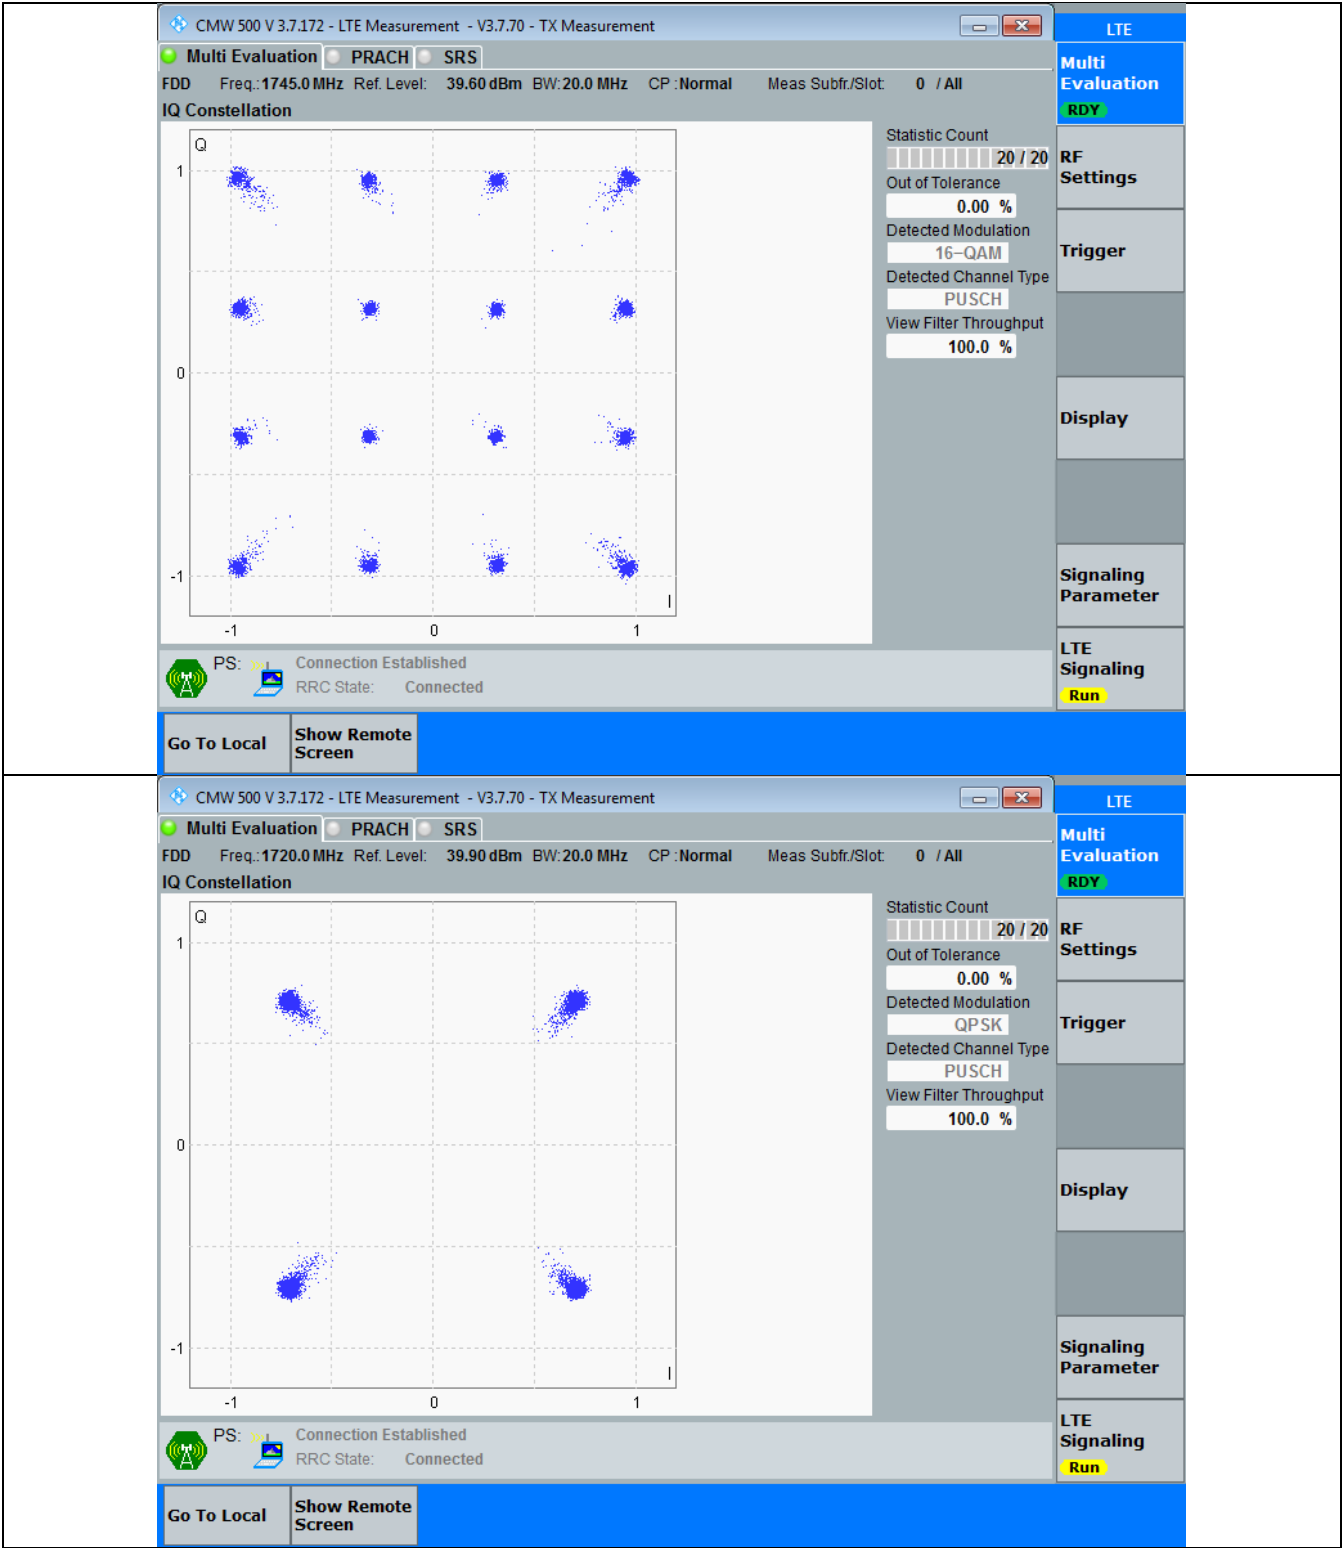 CMW 500 V 3.7.172 - LTE Measurement - V3.7.70 - TX Measurement
LTE
Multi Evaluation PRACH SRS
FDD Freq.: 1745.0 MHz Ref. Level: 39.60 dBm BW: 20.0 MHz CP : Normal Meas Subfr./Slot: 0 / All
IQ Constellation
Q
1
0
-1
I
-1 0 1
Statistic Count
20 / 20
Out of Tolerance
0.00 %
Detected Modulation
16-QAM
Detected Channel Type
PUSCH
View Filter Throughput
100.0 %
Multi
Evaluation
RDY
RF
Settings
Trigger
Display
Signaling
Parameter
LTE
Signaling
Run
PS: Connection Established
RRC State: Connected
Go To Local
Show Remote
Screen
CMW 500 V 3.7.172 - LTE Measurement - V3.7.70 - TX Measurement
LTE
Multi Evaluation PRACH SRS
FDD Freq.: 1720.0 MHz Ref. Level: 39.90 dBm BW: 20.0 MHz CP : Normal Meas Subfr./Slot: 0 / All
IQ Constellation
Q
1
0
-1
I
-1 0 1
Statistic Count
20 / 20
Out of Tolerance
0.00 %
Detected Modulation
QPSK
Detected Channel Type
PUSCH
View Filter Throughput
100.0 %
Multi
Evaluation
RDY
RF
Settings
Trigger
Display
Signaling
Parameter
LTE
Signaling
Run
PS: Connection Established
RRC State: Connected
Go To Local
Show Remote
Screen